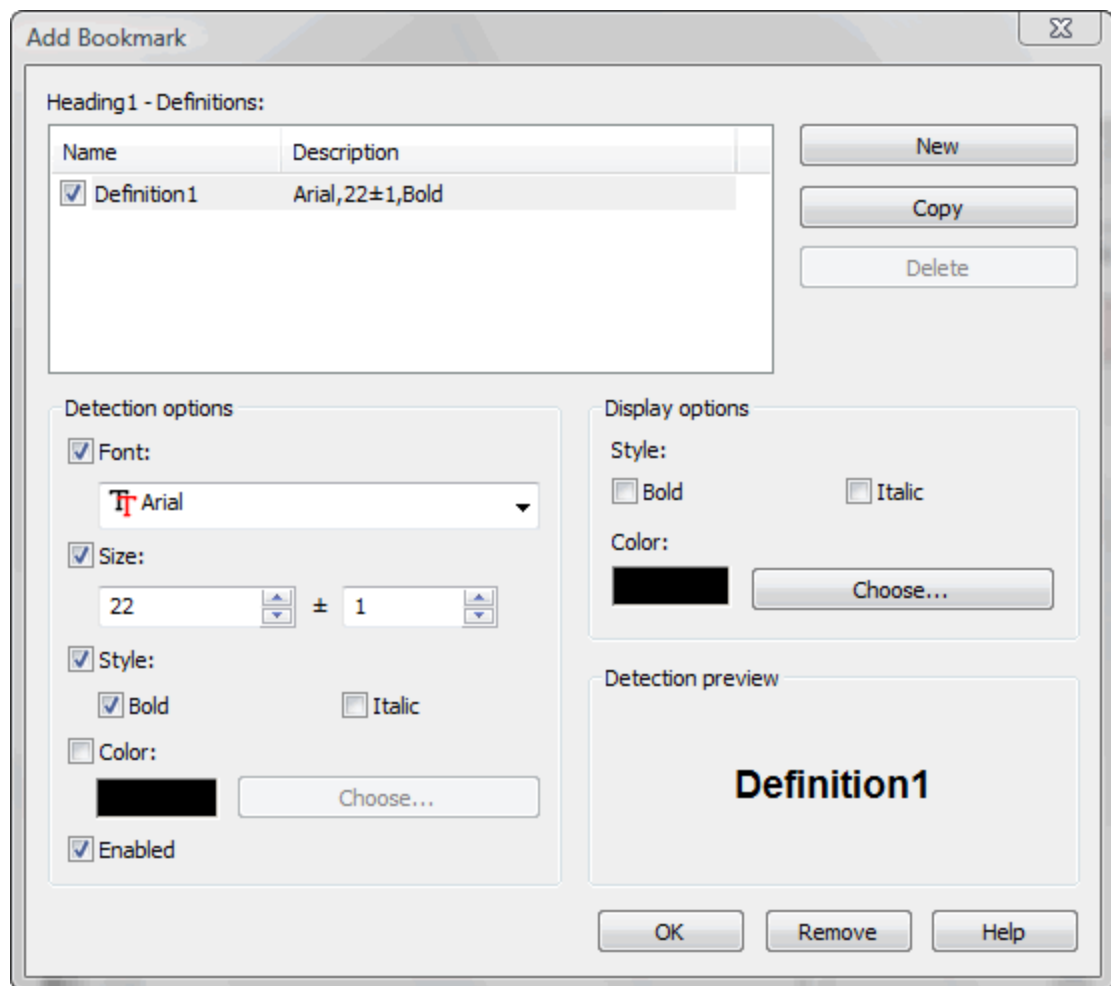 Add Bookmark
Heading1 - Definitions:
Name Description
Definition1 Arial,22±1,Bold
New
Copy
Delete
Detection options
Font:
Arial
Size:
22 ± 1
Style:
Bold Italic
Color:
Choose...
Enabled
Display options
Style:
Bold Italic
Color:
Choose...
Detection preview
Definition1
OK Remove Help